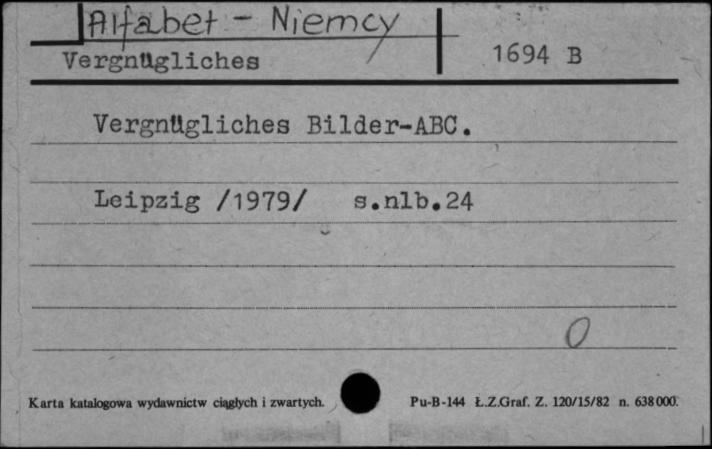 Alfabet - Niemcy
Vergnügliches 1694 B
Vergnügliches Bilder-ABC.
Leipzig /1979/ s.nlb.24
0
Karta katalogowa wydawnictw ciągłych i zwartych. Pu-B-144 Ł.Z.Graf. Z. 120/15/82 n. 638000.